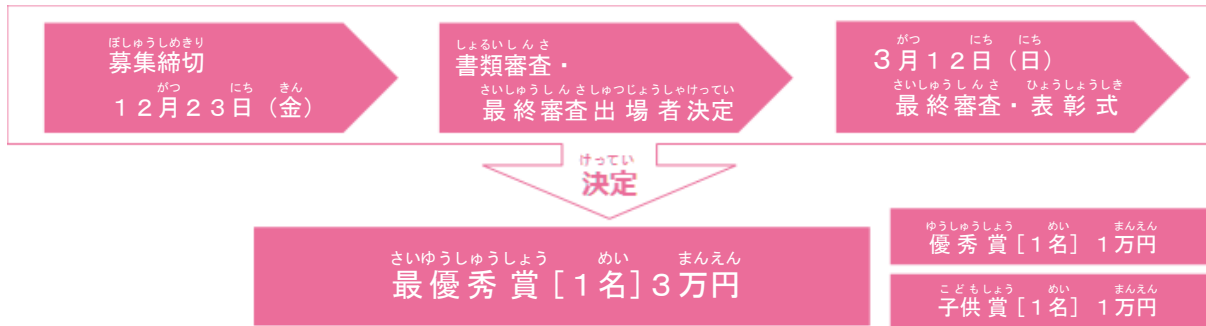 ぼしゅうしめきり
募集締切
がつ にち きん
12月23日（金）
しょるいしんさ
書類審査・
さいしゅうしんさしゅつじょうしゃけってい
最終審査出場者決定
がつ にち にち
3月12日（日）
さいしゅうしんさ ひょうしょうしき
最終審査・表彰式
けってい
決定
さいゆうしゅうしょう めい まんえん
最優秀賞[1名]3万円
ゆうしゅうしょう めい まんえん
優秀賞[1名] 1万円
こどもしょう めい まんえん
子供賞[1名] 1万円